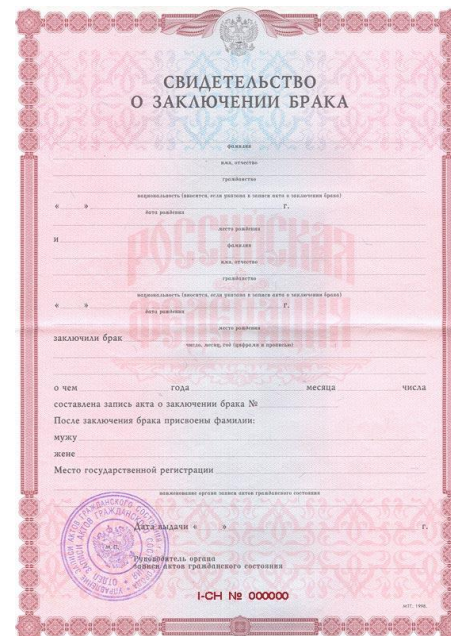 СВИДЕТЕЛЬСТВО
О ЗАКЛЮЧЕНИИ БРАКА
фамилия
имя, отчество
гражданство
национальность (вносится, если указано в записи акта о заключении брака)
« » г.
дата рождения
место рождения
и
фамилия
имя, отчество
гражданство
национальность (вносится, если указано в записи акта о заключении брака)
« » г.
дата рождения
место рождения
РОССИЙСКАЯ
ФЕДЕРАЦИЯ
заключили брак
число, месяц, год (цифрами и прописью)
о чем года месяца числа
составлена запись акта о заключении брака №
После заключения брака присвоены фамилии:
мужу
жене
Место государственной регистрации
наименование органа записи актов гражданского состояния
Дата выдачи « » г.
М.П.
Руководитель органа
записи актов гражданского состояния
I-СН № 000000